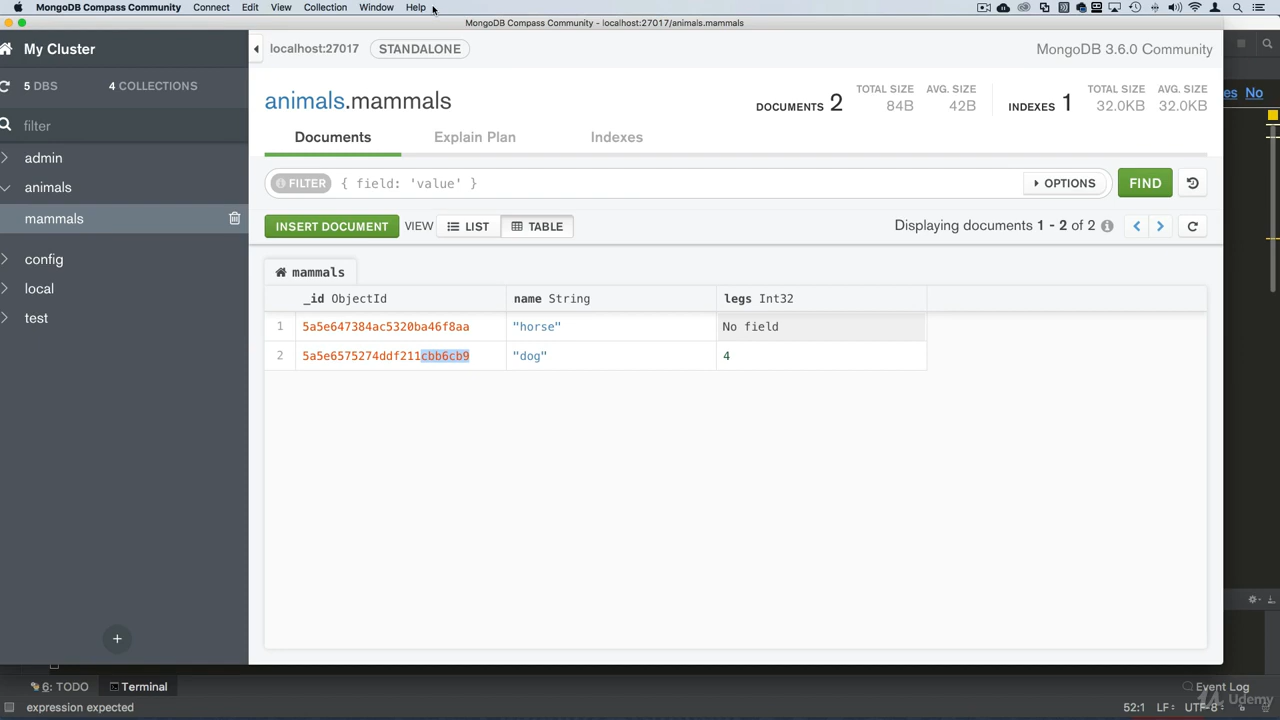 MongoDB Compass Community Connect Edit View Collection Window Help
MongoDB Compass Community - localhost:27017/animals.mammals
My Cluster
localhost:27017 STANDALONE
MongoDB 3.6.0 Community
5 DBS 4 COLLECTIONS
filter
admin
animals
mammals
config
local
test
+
animals.mammals
DOCUMENTS 2
TOTAL SIZE AVG. SIZE
84B 42B
INDEXES 1
TOTAL SIZE AVG. SIZE
32.0KB 32.0KB
Documents Explain Plan Indexes
FILTER { field: 'value' }
OPTIONS
FIND
INSERT DOCUMENT VIEW LIST TABLE
Displaying documents 1 - 2 of 2
mammals
_id ObjectId name String legs Int32
1 5a5e647384ac5320ba46f8aa "horse" No field
2 5a5e6575274ddf211cbb6cb9 "dog" 4
es No
6: TODO Terminal
Event Log
expression expected
52:1 LF: UTF-8:
Udemy